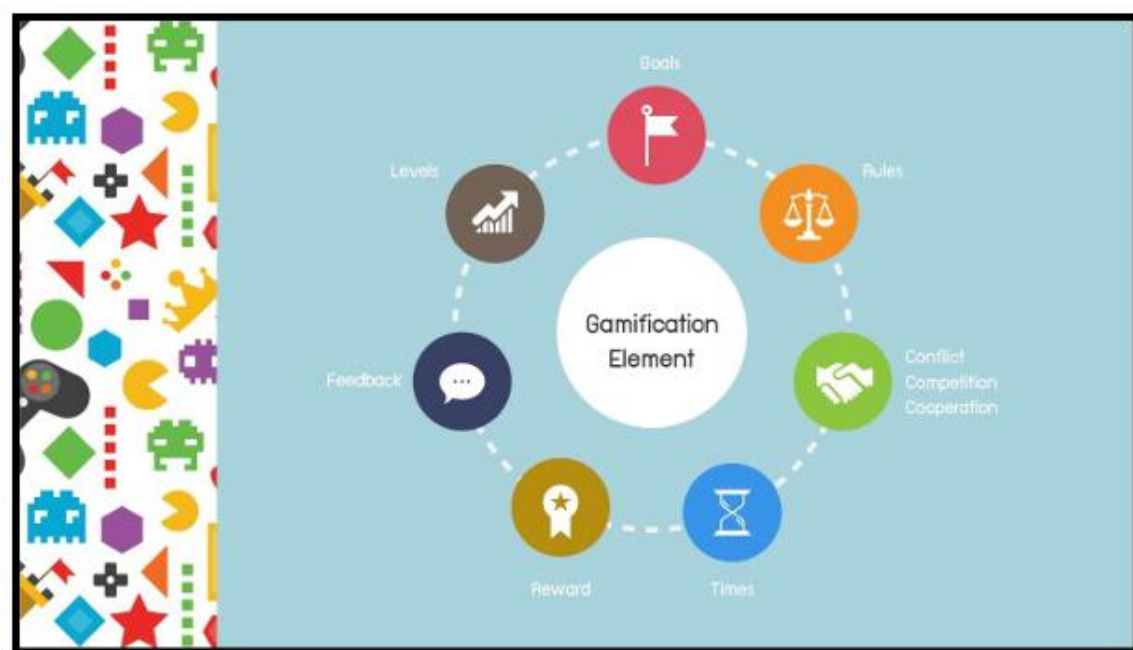 Goals
Levels
Rules
Gamification
Element
Feedback
Conflict
Competition
Cooperation
Reward
Times